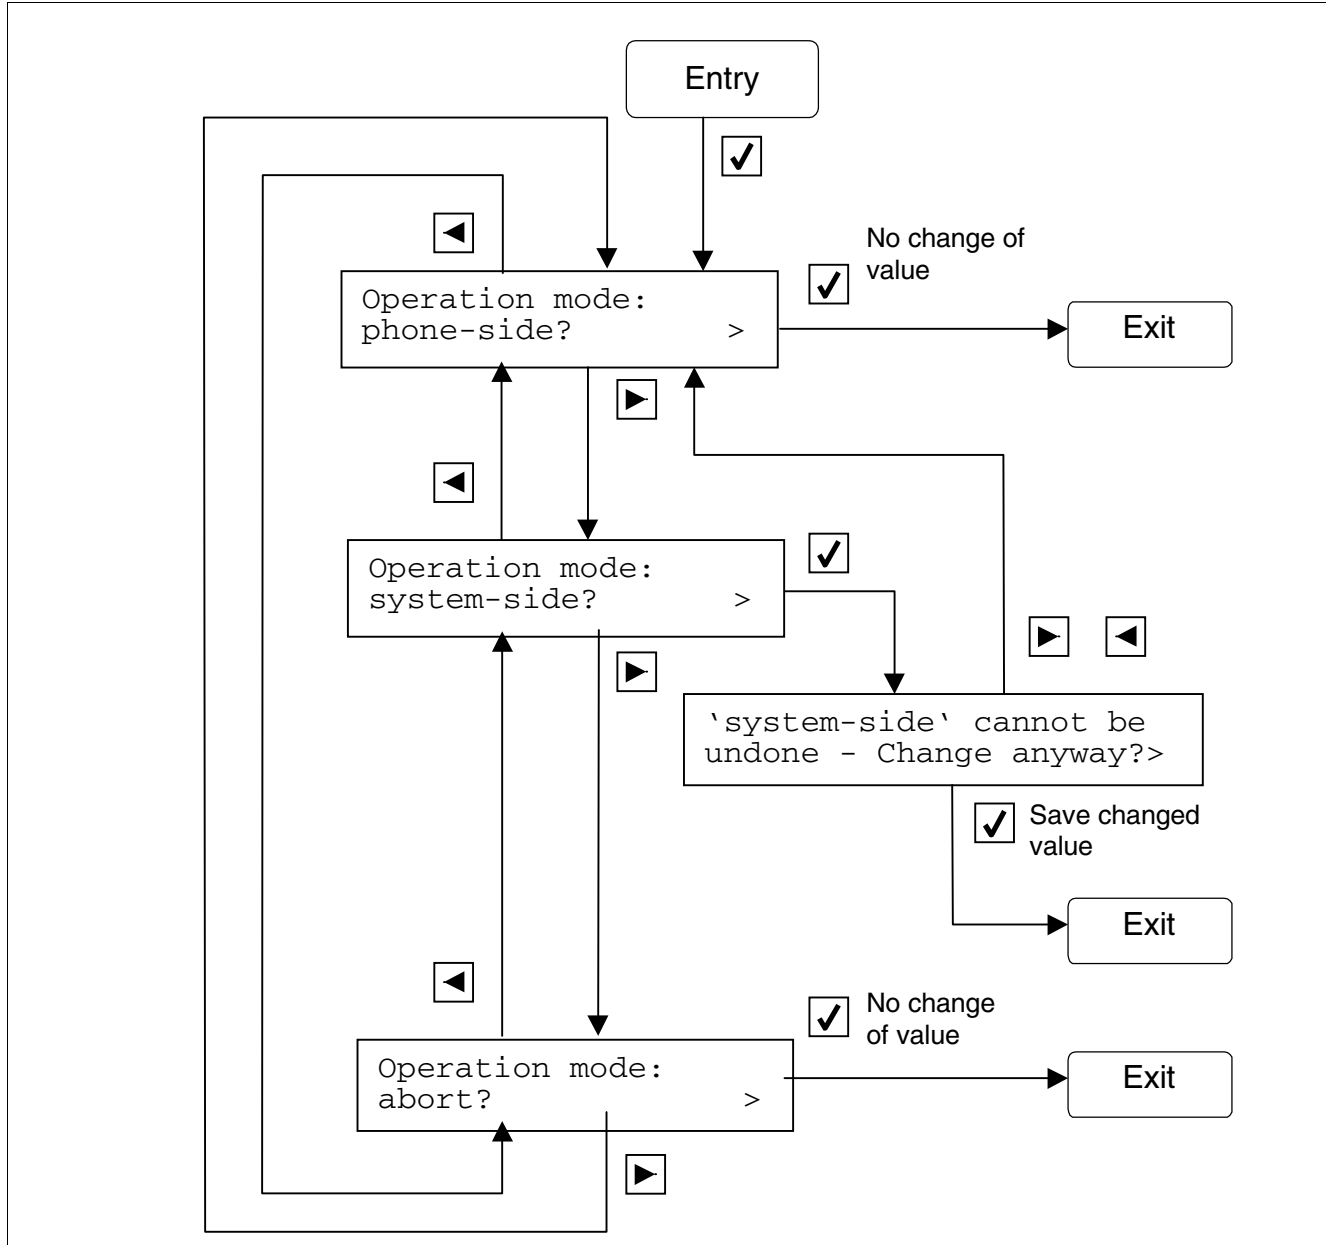 Entry
No change of
value
Operation mode:
phone-side? >
Exit
Operation mode:
system-side? >
‘system-side‘ cannot be
undone - Change anyway?>
Save changed
value
Exit
No change
of value
Operation mode:
abort? >
Exit